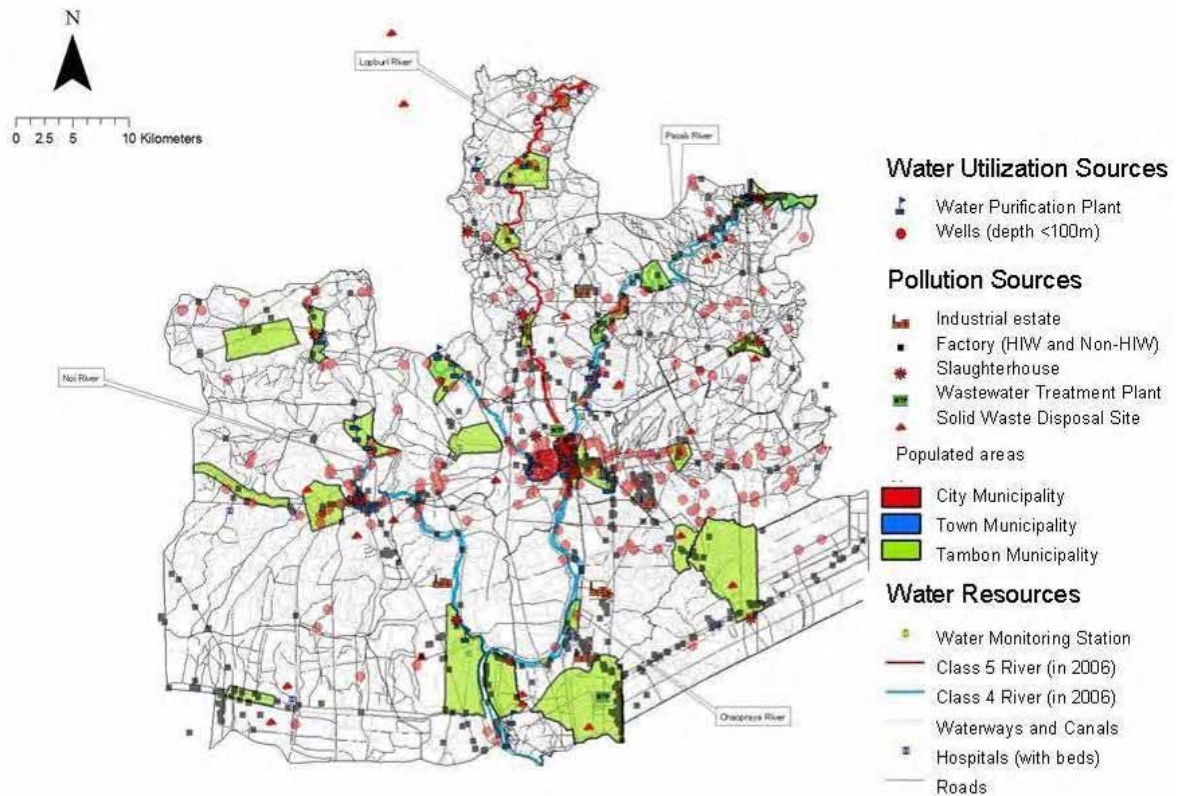 N
0 2.5 5 10 Kilometers
Lopburi River
Pasak River
Noi River
Chaopraya River
WTP
WTP
Water Utilization Sources
Water Purification Plant
Wells (depth <100m)
Pollution Sources
Industrial estate
Factory (HIW and Non-HIW)
Slaughterhouse
WTP Wastewater Treatment Plant
Solid Waste Disposal Site
Populated areas
City Municipality
Town Municipality
Tambon Municipality
Water Resources
Water Monitoring Station
Class 5 River (in 2006)
Class 4 River (in 2006)
Waterways and Canals
Hospitals (with beds)
Roads